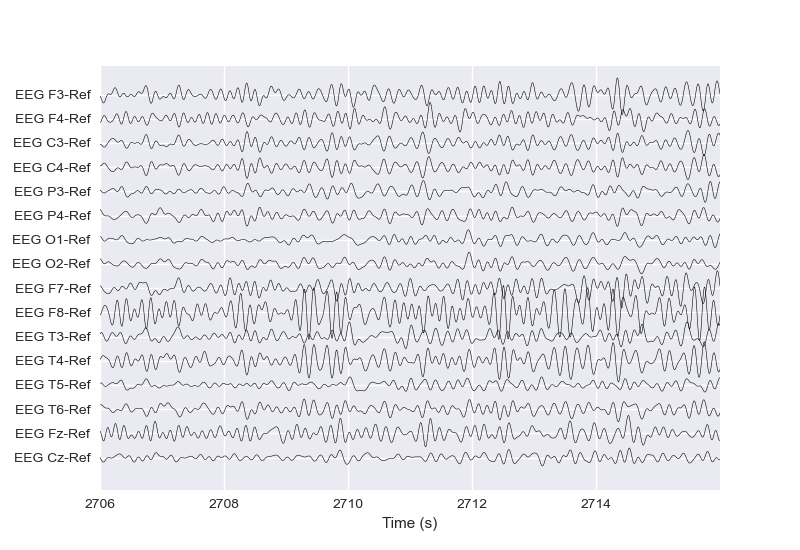 EEG F3-Ref
EEG F4-Ref
EEG C3-Ref
EEG C4-Ref
EEG P3-Ref
EEG P4-Ref
EEG O1-Ref
EEG O2-Ref
EEG F7-Ref
EEG F8-Ref
EEG T3-Ref
EEG T4-Ref
EEG T5-Ref
EEG T6-Ref
EEG Fz-Ref
EEG Cz-Ref
2706 2708 2710 2712 2714
Time (s)